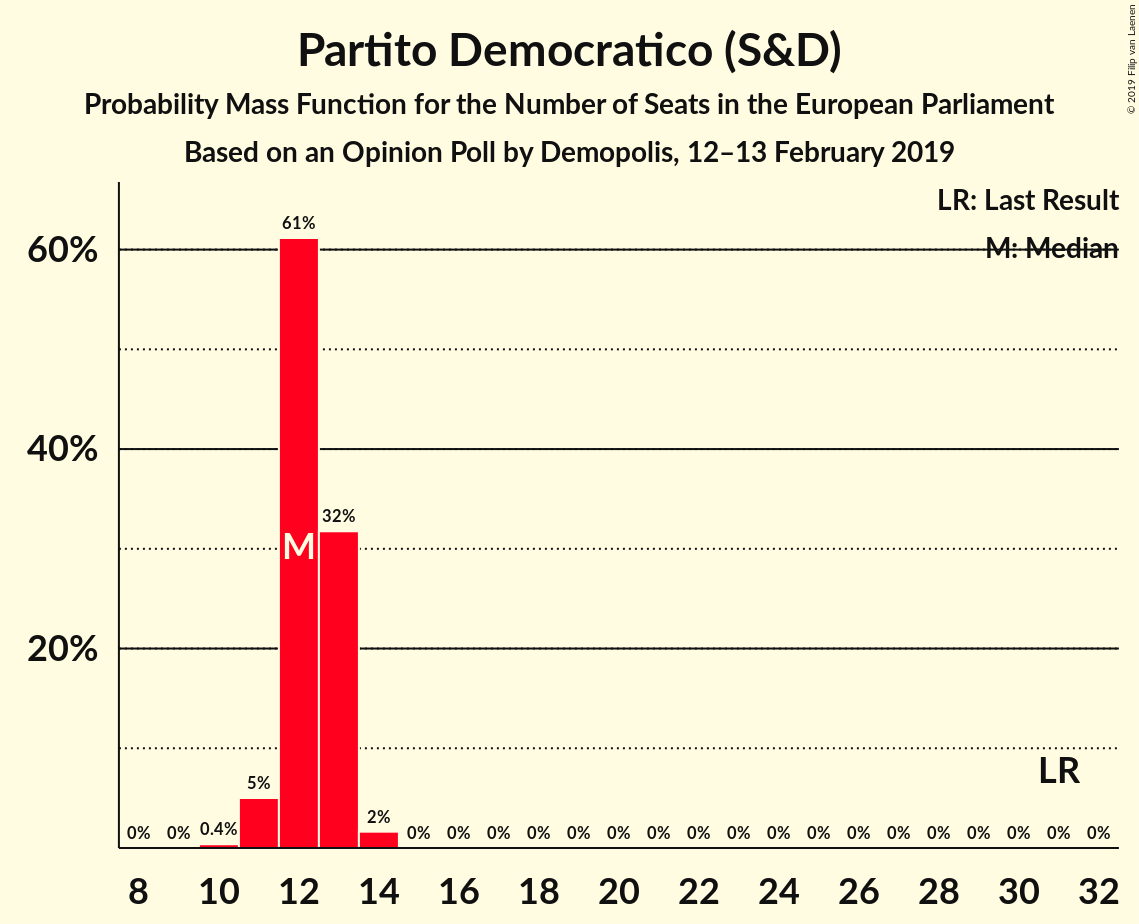 Partito Democratico (S&D)
Probability Mass Function for the Number of Seats in the European Parliament
Based on an Opinion Poll by Demopolis, 12–13 February 2019
© 2019 Filip van Laenen
LR: Last Result
M: Median
60%
40%
20%
61%
32%
M
5%
2%
LR
0% 0% 0.4% 0% 0% 0% 0% 0% 0% 0% 0% 0% 0% 0% 0% 0% 0% 0% 0% 0% 0%
8 10 12 14 16 18 20 22 24 26 28 30 32